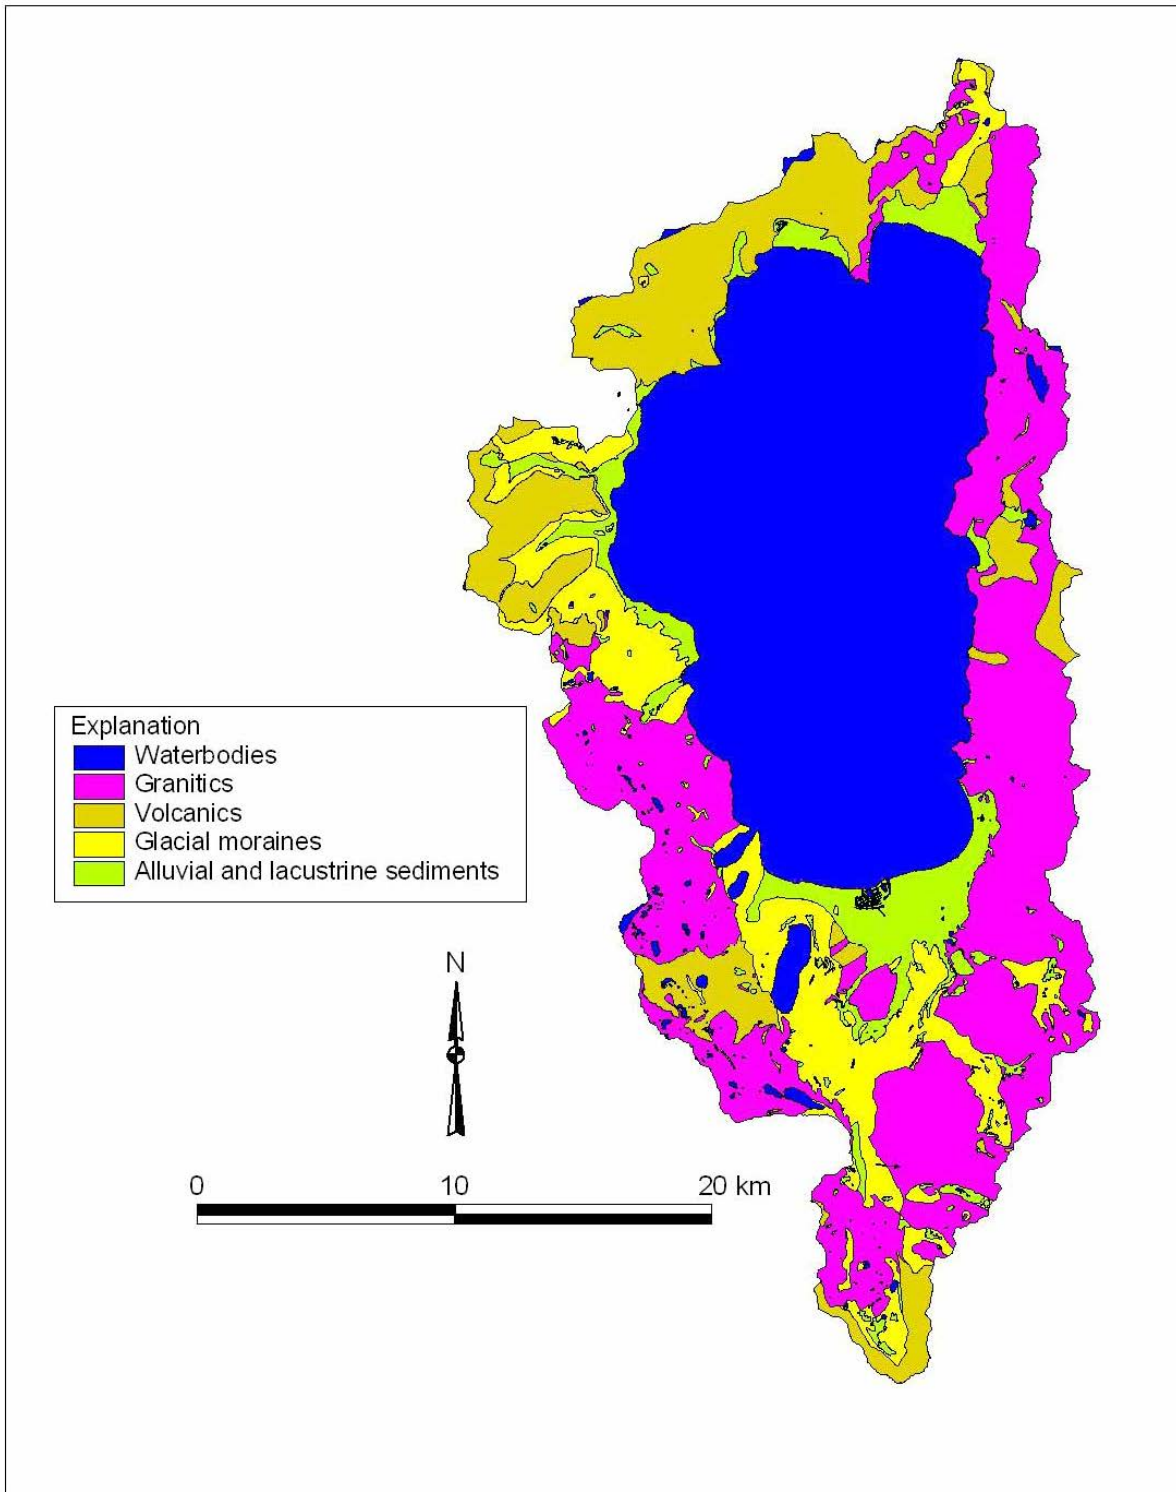 Explanation
Waterbodies
Granitics
Volcanics
Glacial moraines
Alluvial and lacustrine sediments
N
0 10 20 km